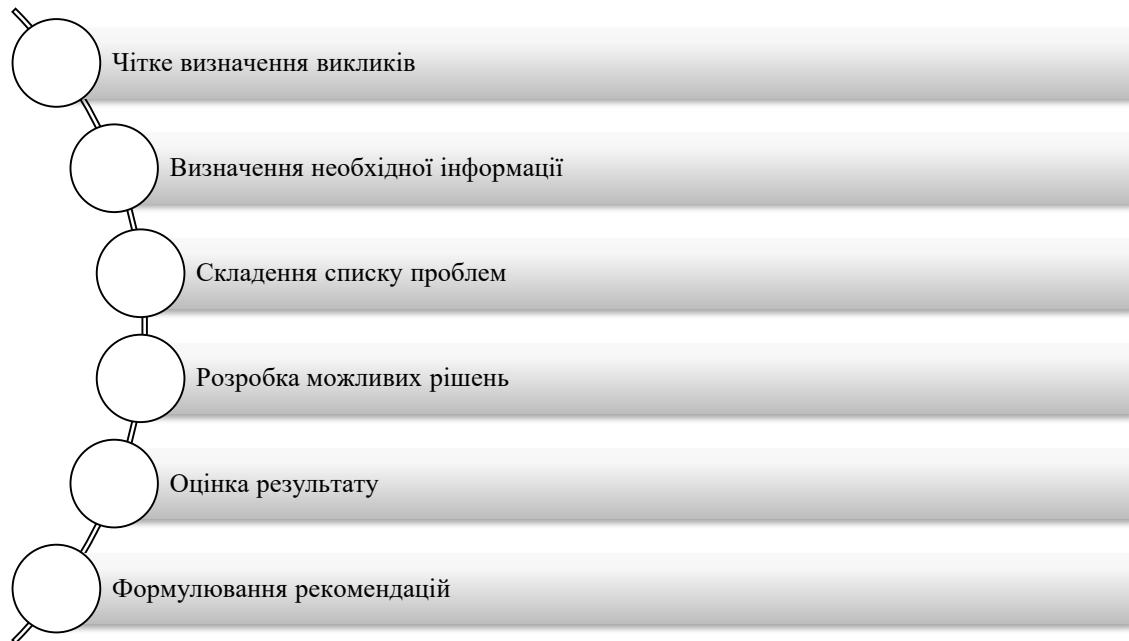 Чітке визначення викликів
Визначення необхідної інформації
Складення списку проблем
Розробка можливих рішень
Оцінка результату
Формулювання рекомендацій